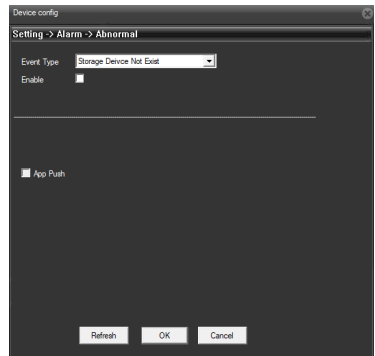 Device config
Setting -> Alarm -> Abnormal
Event Type Storage Deivce Not Exist
Enable
App Push
Refresh OK Cancel